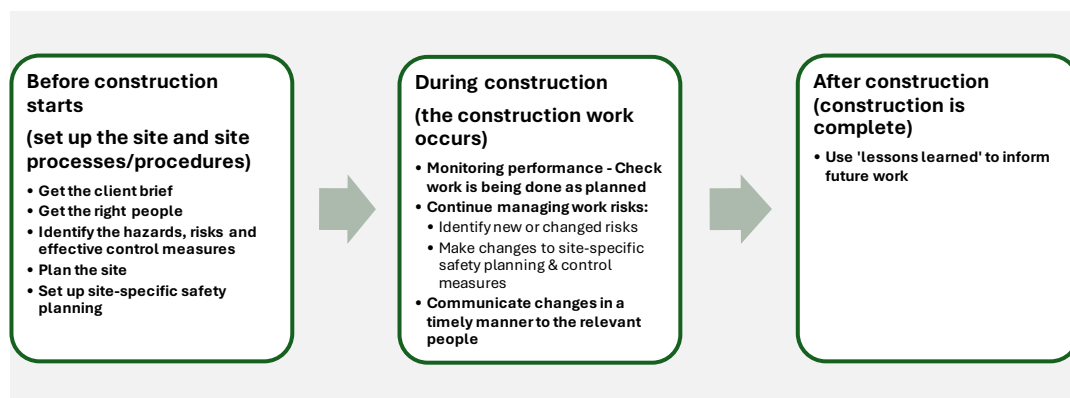 Before construction
starts
(set up the site and site
processes/procedures)
• Get the client brief
• Get the right people
• Identify the hazards, risks and
effective control measures
• Plan the site
• Set up site-specific safety
planning
During construction
(the construction work
occurs)
• Monitoring performance - Check
work is being done as planned
• Continue managing work risks:
• Identify new or changed risks
• Make changes to site-specific
safety planning & control
measures
• Communicate changes in a
timely manner to the relevant
people
After construction
(construction is
complete)
• Use 'lessons learned' to inform
future work